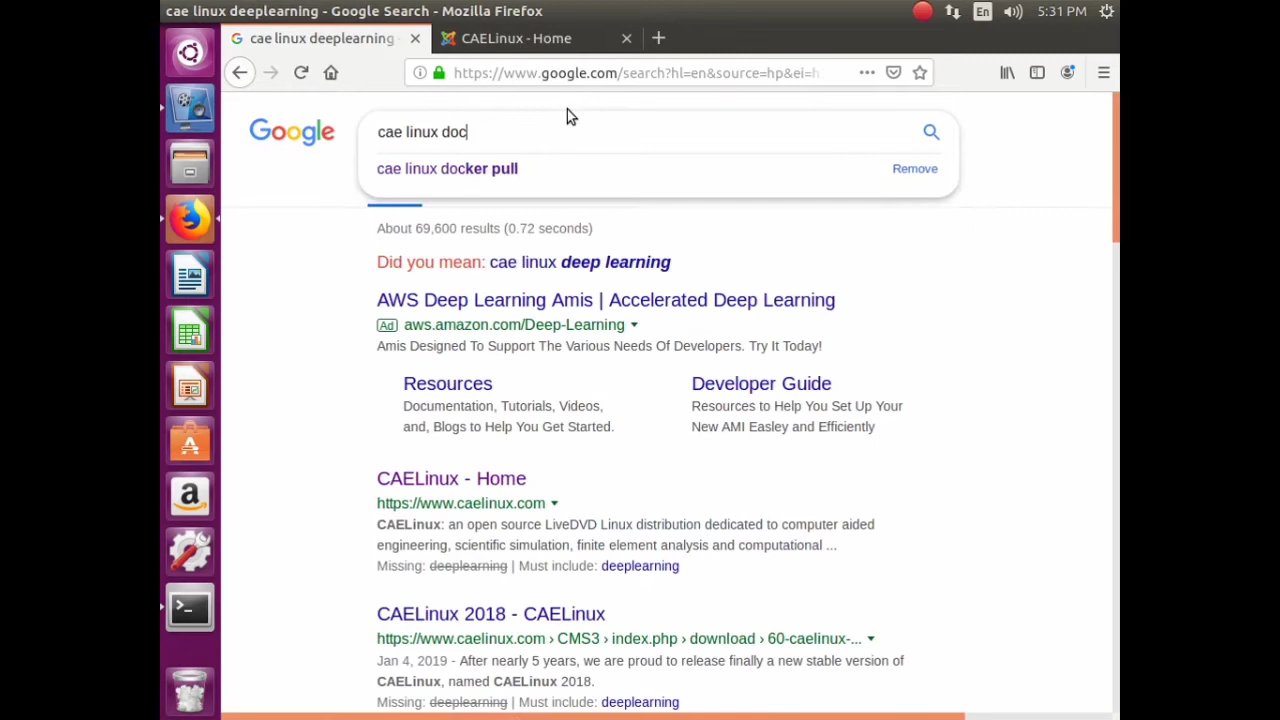 cae linux deeplearning - Google Search - Mozilla Firefox
En
5:31 PM
cae linux deeplearning
CAELinux - Home
https://www.google.com/search?hl=en&source=hp&ei=h
Google
cae linux doc
cae linux docker pull
Remove
About 69,600 results (0.72 seconds)
Did you mean: cae linux deep learning
AWS Deep Learning Amis | Accelerated Deep Learning
Ad aws.amazon.com/Deep-Learning
Amis Designed To Support The Various Needs Of Developers. Try It Today!
Resources
Documentation, Tutorials, Videos,
and, Blogs to Help You Get Started.
Developer Guide
Resources to Help You Set Up Your
New AMI Easley and Efficiently
CAELinux - Home
https://www.caelinux.com
CAELinux: an open source LiveDVD Linux distribution dedicated to computer aided
engineering, scientific simulation, finite element analysis and computational ...
Missing: deeplearning | Must include: deeplearning
CAELinux 2018 - CAELinux
https://www.caelinux.com › CMS3 › index.php › download › 60-caelinux-...
Jan 4, 2019 - After nearly 5 years, we are proud to release finally a new stable version of
CAELinux, named CAELinux 2018.
Missing: deeplearning | Must include: deeplearning